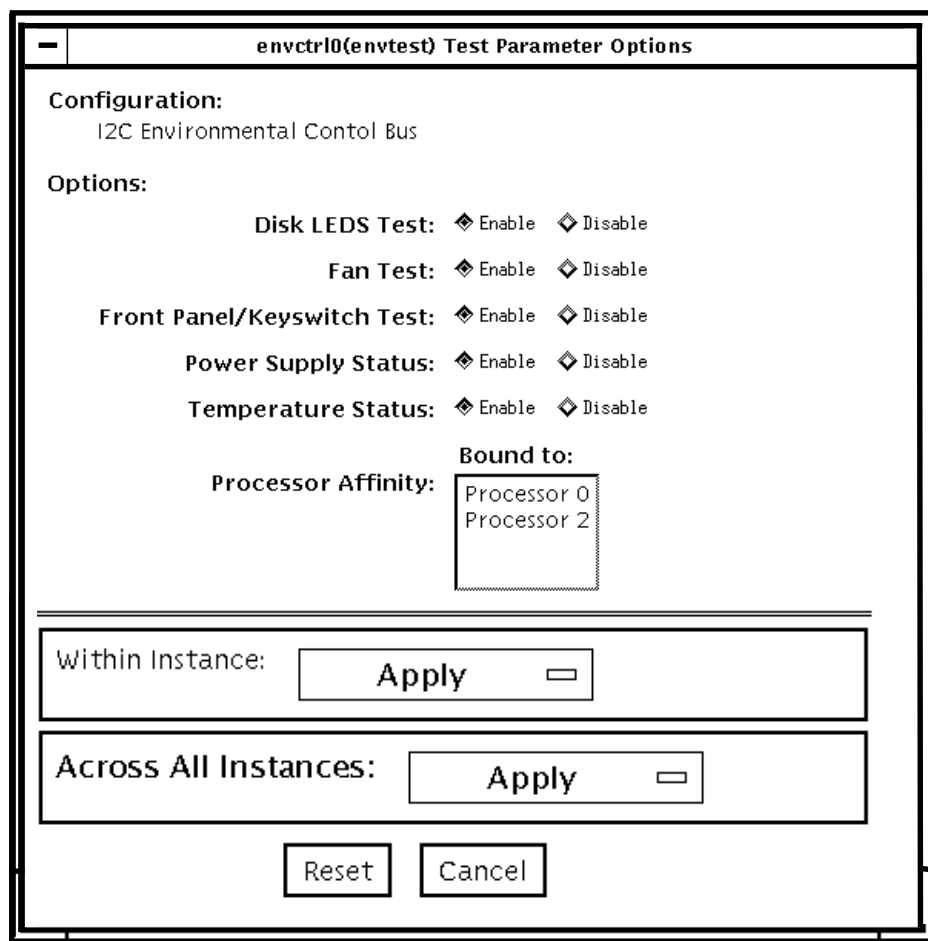 envctrl0(envtest) Test Parameter Options
Configuration:
I2C Environmental Contol Bus
Options:
Disk LEDS Test: Enable Disable
Fan Test: Enable Disable
Front Panel/Keyswitch Test: Enable Disable
Power Supply Status: Enable Disable
Temperature Status: Enable Disable
Bound to:
Processor Affinity:
Processor 0
Processor 2
Within Instance: Apply
Across All Instances: Apply
Reset Cancel